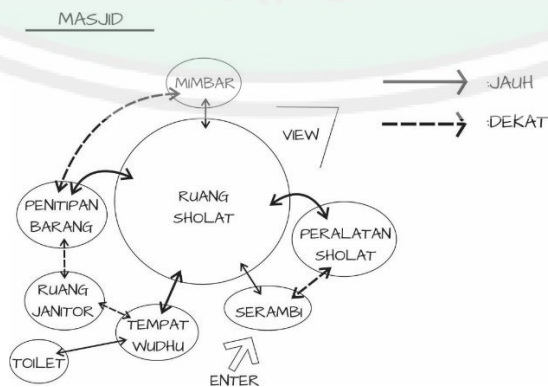 MASJID
MIMBAR
:JAUH
:DEKAT
VIEW
RUANG
SHOLAT
PENITIPAN
BARANG
PERALATAN
SHOLAT
RUANG
JANITOR
TEMPAT
WUDHU
SERAMBI
TOILET
ENTER